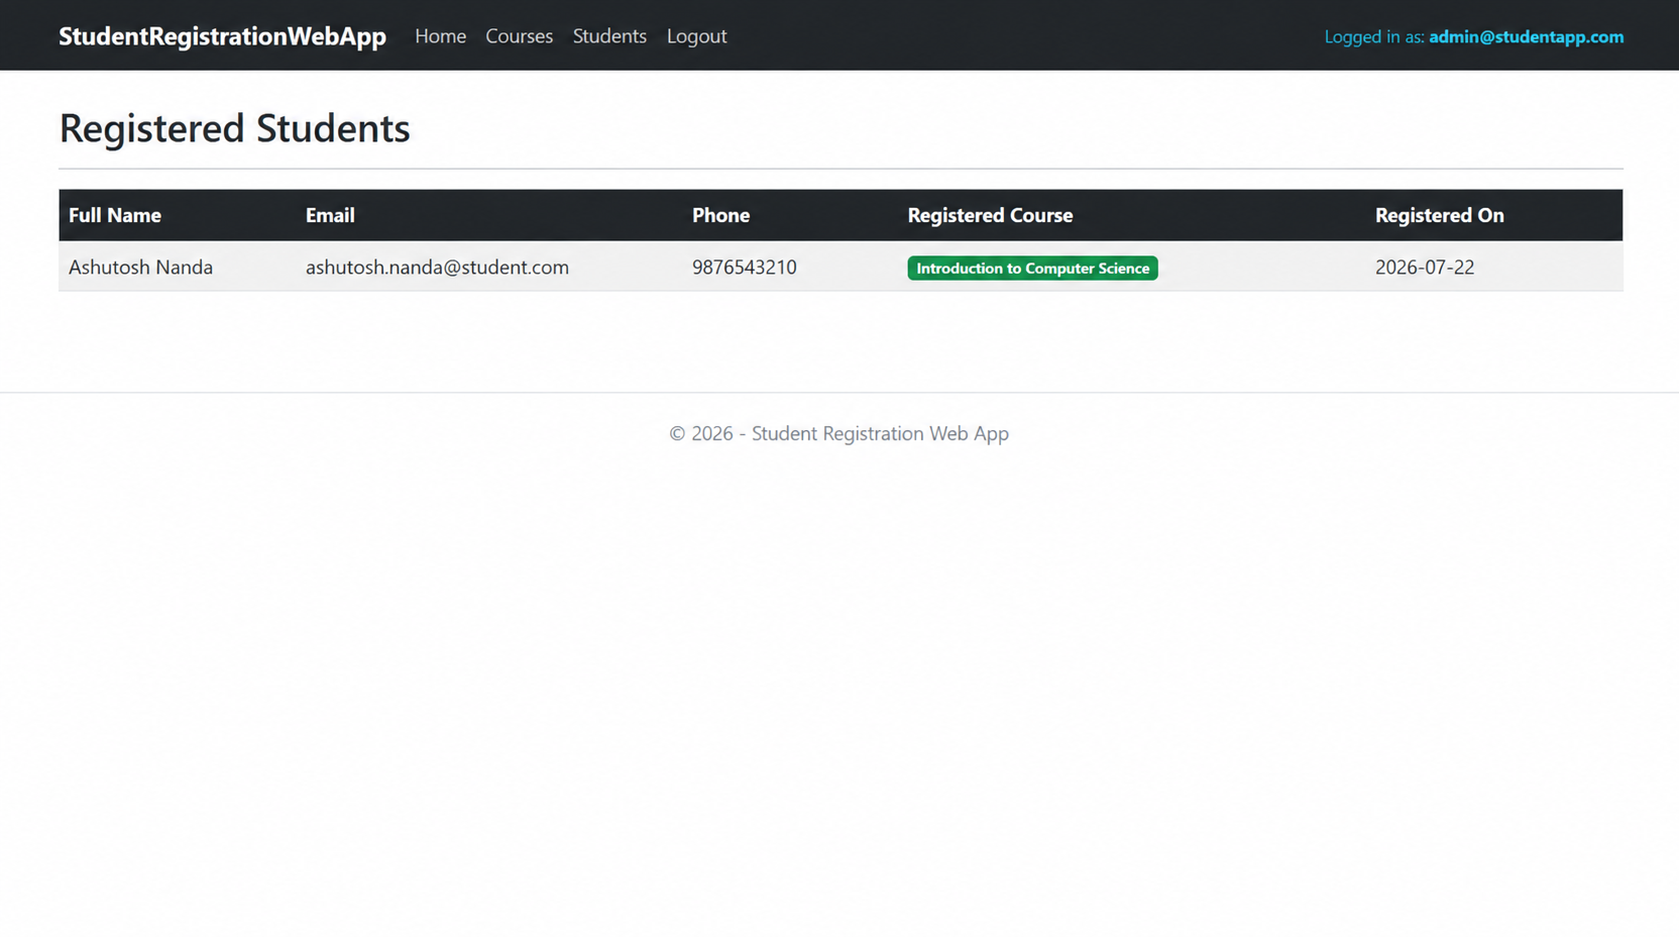 StudentRegistrationWebApp Home Courses Students Logout Logged in as: admin@studentapp.com
Registered Students
Full Name Email Phone Registered Course Registered On
Ashutosh Nanda ashutosh.nanda@student.com 9876543210 Introduction to Computer Science 2026-07-22
© 2026 - Student Registration Web App